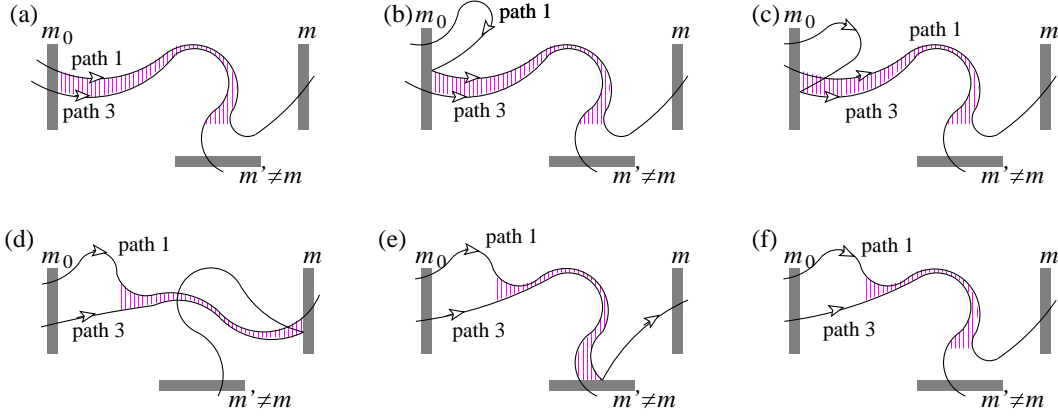 (a)
m₀
path 1
path 3
m
m'≠m
(b)
m₀
path 1
path 3
m
m'≠m
(c)
m₀
path 1
path 3
m
m'≠m
(d)
m₀
path 1
path 3
m
m'≠m
(e)
m₀
path 1
path 3
m
m'≠m
(f)
m₀
path 1
path 3
m
m'≠m